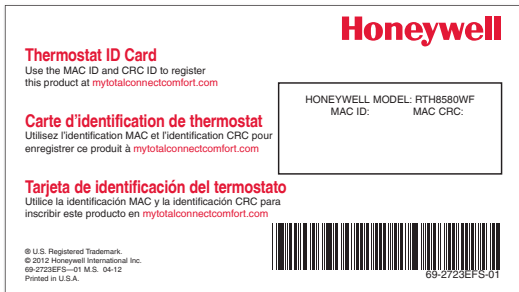 Honeywell
Thermostat ID Card
Use the MAC ID and CRC ID to register
this product at mytotalconnectcomfort.com
HONEYWELL MODEL: RTH8580WF
MAC ID: MAC CRC:
Carte d'identification de thermostat
Utilisez l'identification MAC et l'identification CRC pour
enregistrer ce produit à mytotalconnectcomfort.com
Tarjeta de identificación del termostato
Utilice la identificación MAC y la identificación CRC para
inscribir este producto en mytotalconnectcomfort.com
® U.S. Registered Trademark.
© 2012 Honeywell International Inc.
69-2723EFS—01 M.S. 04-12
Printed in U.S.A.
69-2723EFS-01